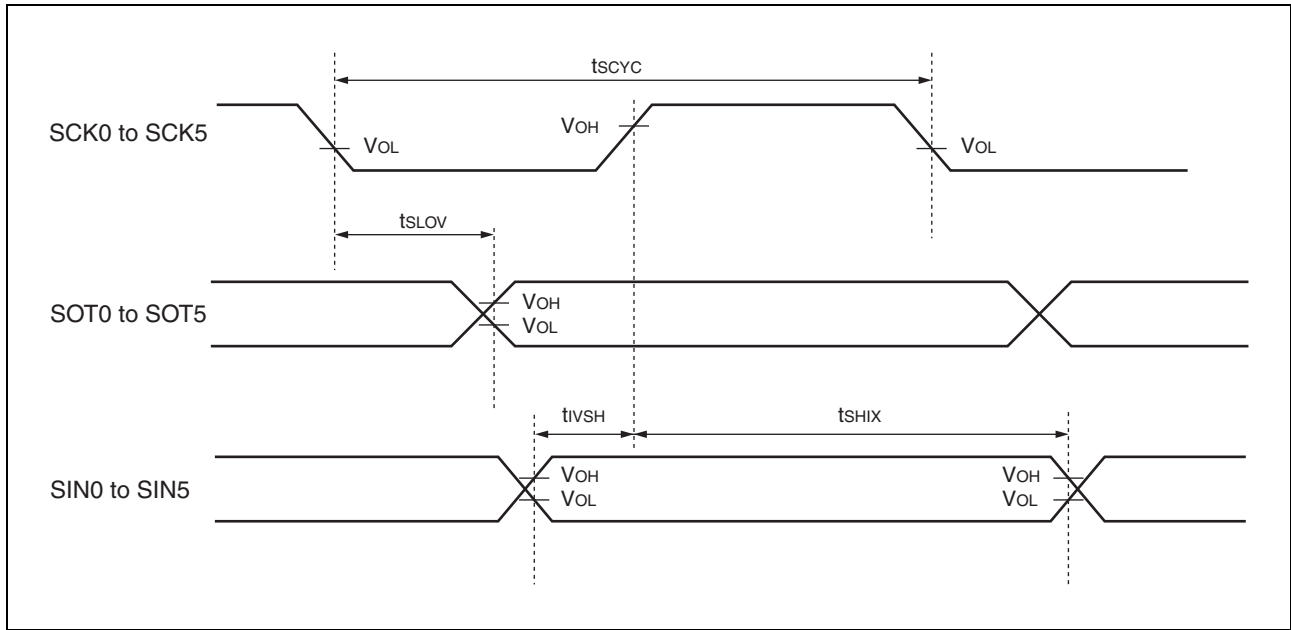 tSCYC
SCK0 to SCK5
VOL
VOH
VOL
tSLOV
SOT0 to SOT5
VOH
VOL
tIVSH
tSHIX
SIN0 to SIN5
VOH
VOL
VOH
VOL